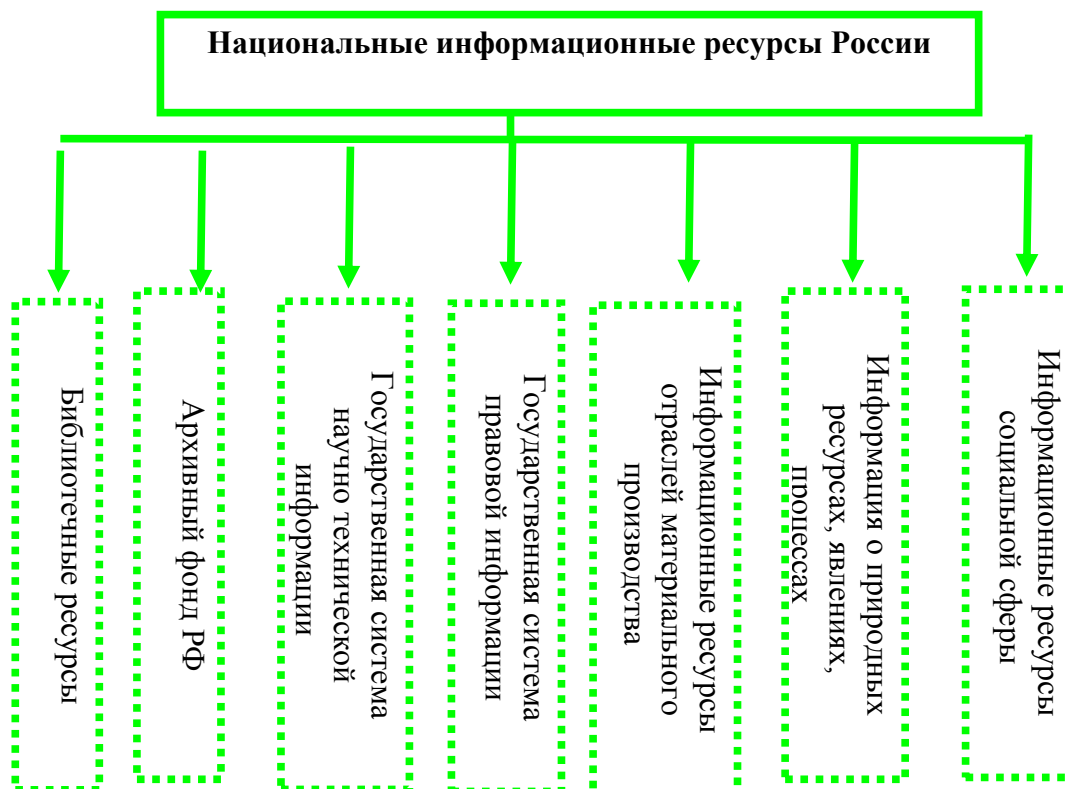 Национальные информационные ресурсы России
Библиотечные ресурсы
Архивный фонд РФ
Государственная система
научно технической
информации
Государственная система
правовой информации
Информационные ресурсы
отраслей материального
производства
Информация о природных
ресурсах, явлениях,
процессах
Информационные ресурсы
социальной сферы